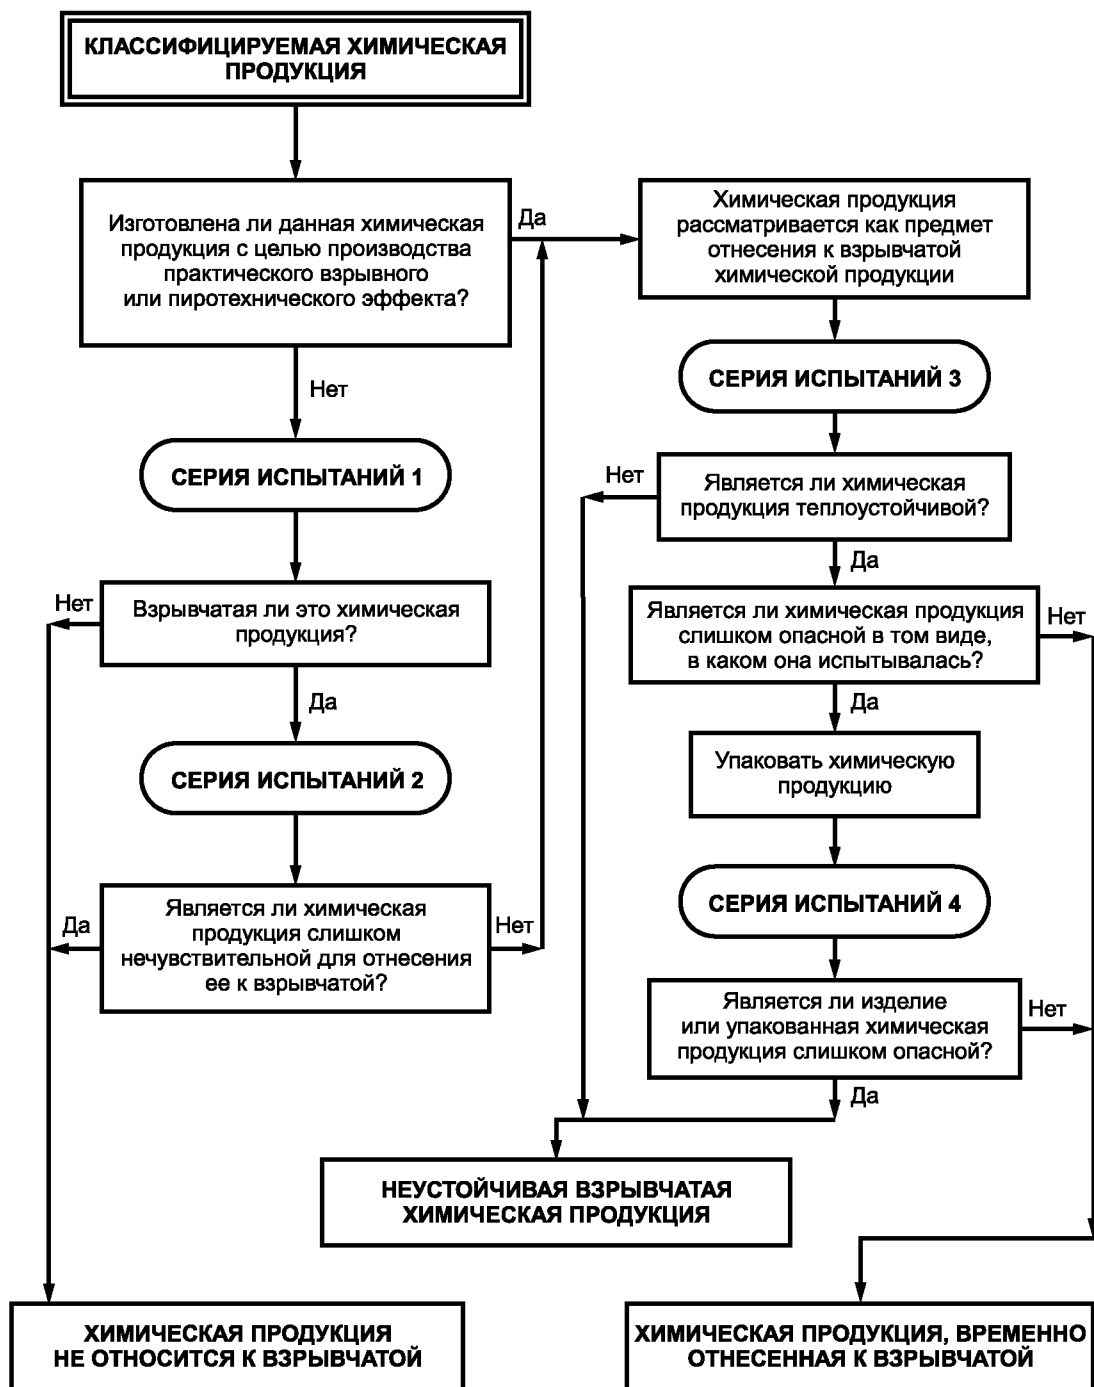 КЛАССИФИЦИРУЕМАЯ ХИМИЧЕСКАЯ
ПРОДУКЦИЯ
Изготовлена ли данная химическая
продукция с целью производства
практического взрывного
или пиротехнического эффекта?
Да
Нет
СЕРИЯ ИСПЫТАНИЙ 1
Взрывчатая ли это химическая
продукция?
Нет
Да
СЕРИЯ ИСПЫТАНИЙ 2
Является ли химическая
продукция слишком
нечувствительной для отнесения
ее к взрывчатой?
Да
Нет
Химическая продукция
рассматривается как предмет
отнесения к взрывчатой
химической продукции
СЕРИЯ ИСПЫТАНИЙ 3
Является ли химическая
продукция теплоустойчивой?
Нет
Да
Является ли химическая продукция
слишком опасной в том виде,
в каком она испытывалась?
Нет
Да
Упаковать химическую
продукцию
СЕРИЯ ИСПЫТАНИЙ 4
Является ли изделие
или упакованная химическая
продукция слишком опасной?
Нет
Да
НЕУСТОЙЧИВАЯ ВЗРЫВЧАТАЯ
ХИМИЧЕСКАЯ ПРОДУКЦИЯ
ХИМИЧЕСКАЯ ПРОДУКЦИЯ
НЕ ОТНОСИТСЯ К ВЗРЫВЧАТОЙ
ХИМИЧЕСКАЯ ПРОДУКЦИЯ, ВРЕМЕННО
ОТНЕСЕННАЯ К ВЗРЫВЧАТОЙ